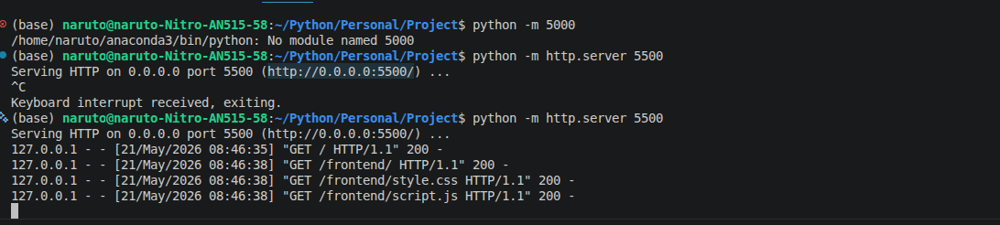 (base) naruto@naruto-Nitro-AN515-58:~/Python/Personal/Project$ python -m 5000
/home/naruto/anaconda3/bin/python: No module named 5000
(base) naruto@naruto-Nitro-AN515-58:~/Python/Personal/Project$ python -m http.server 5500
Serving HTTP on 0.0.0.0 port 5500 (http://0.0.0.0:5500/) ...
^C
Keyboard interrupt received, exiting.
(base) naruto@naruto-Nitro-AN515-58:~/Python/Personal/Project$ python -m http.server 5500
Serving HTTP on 0.0.0.0 port 5500 (http://0.0.0.0:5500/) ...
127.0.0.1 - - [21/May/2026 08:46:35] "GET / HTTP/1.1" 200 -
127.0.0.1 - - [21/May/2026 08:46:38] "GET /frontend/ HTTP/1.1" 200 -
127.0.0.1 - - [21/May/2026 08:46:38] "GET /frontend/style.css HTTP/1.1" 200 -
127.0.0.1 - - [21/May/2026 08:46:38] "GET /frontend/script.js HTTP/1.1" 200 -